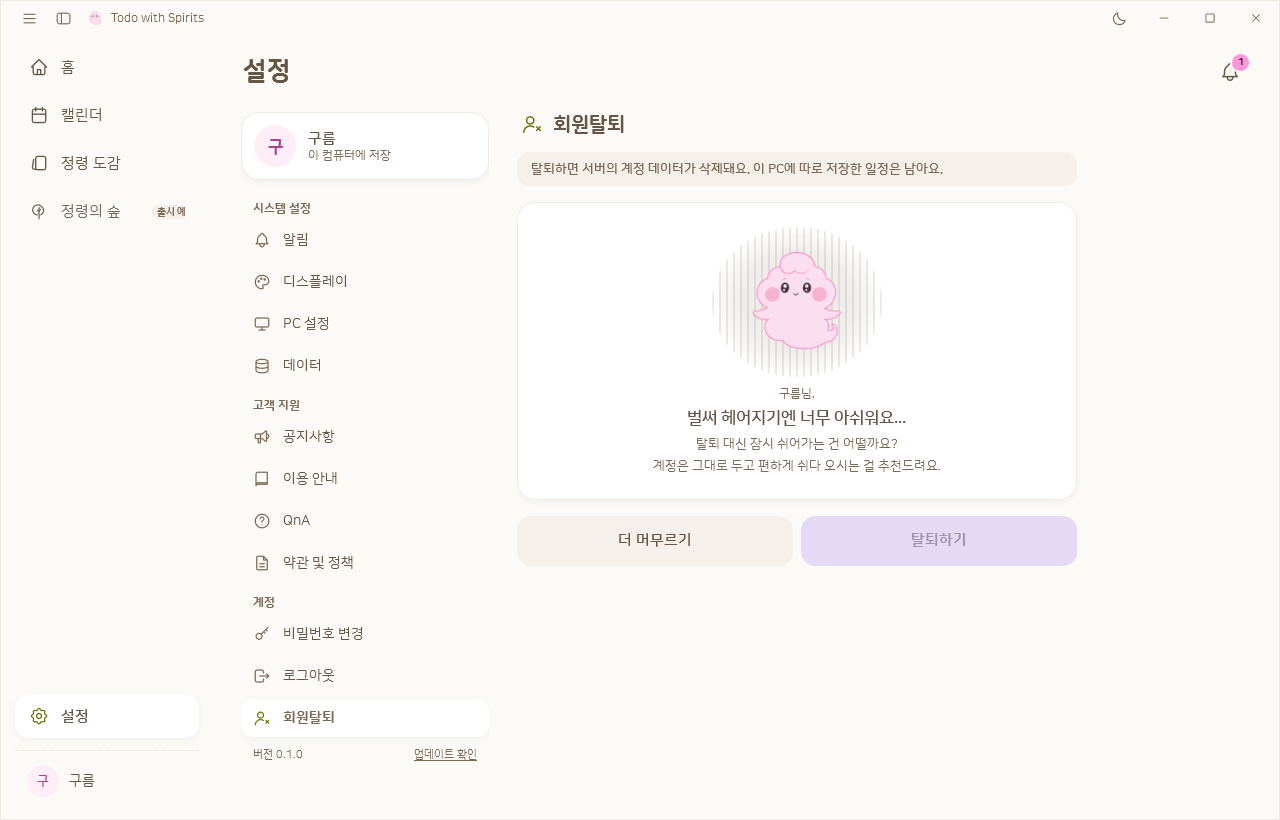 Todo with Spirits
홈
캘린더
정령 도감
정령의 숲
출시 예
설정
구
구름
설정
1
구
구름
이 컴퓨터에 저장
시스템 설정
알림
디스플레이
PC 설정
데이터
고객 지원
공지사항
이용 안내
QnA
약관 및 정책
계정
비밀번호 변경
로그아웃
회원탈퇴
버전 0.1.0
업데이트 확인
회원탈퇴
탈퇴하면 서버의 계정 데이터가 삭제돼요. 이 PC에 따로 저장한 일정은 남아요.
구름님,
벌써 헤어지기엔 너무 아쉬워요...
탈퇴 대신 잠시 쉬어가는 건 어떨까요?
계정은 그대로 두고 편하게 쉬다 오시는 걸 추천드려요.
더 머무르기
탈퇴하기